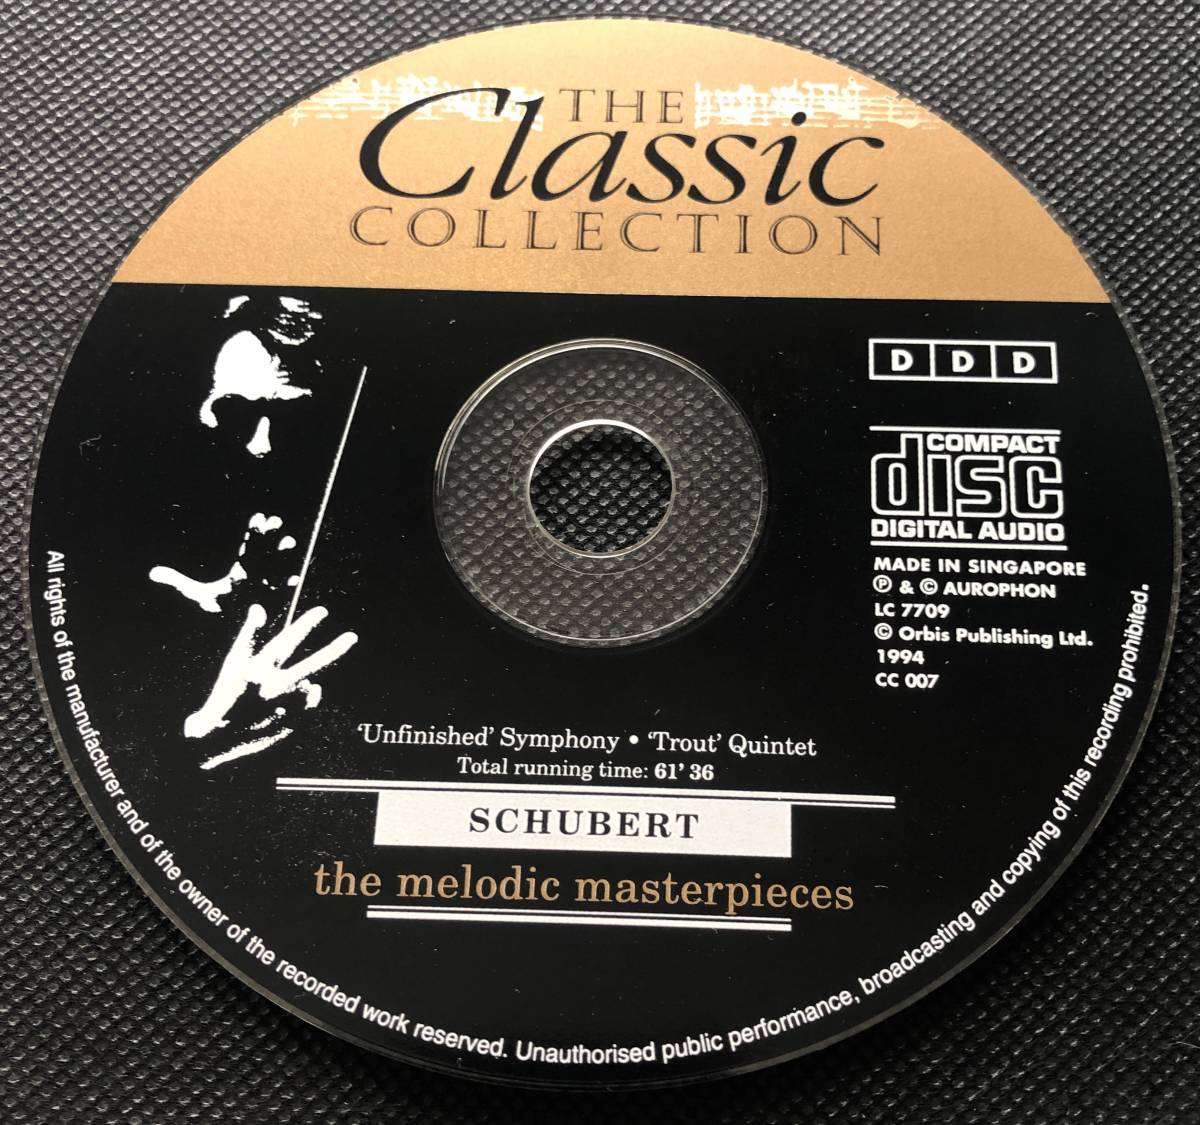 THE
Classic
COLLECTION
D D D
COMPACT
disc
DIGITAL AUDIO
MADE IN SINGAPORE
Ⓟ & © AUROPHON
LC 7709
© Orbis Publishing Ltd.
1994
CC 007
‘Unfinished’ Symphony • ‘Trout’ Quintet
Total running time: 61’ 36
SCHUBERT
the melodic masterpieces
All rights of the manufacturer and of the owner of the recorded work reserved. Unauthorised public performance, broadcasting and copying of this recording prohibited.